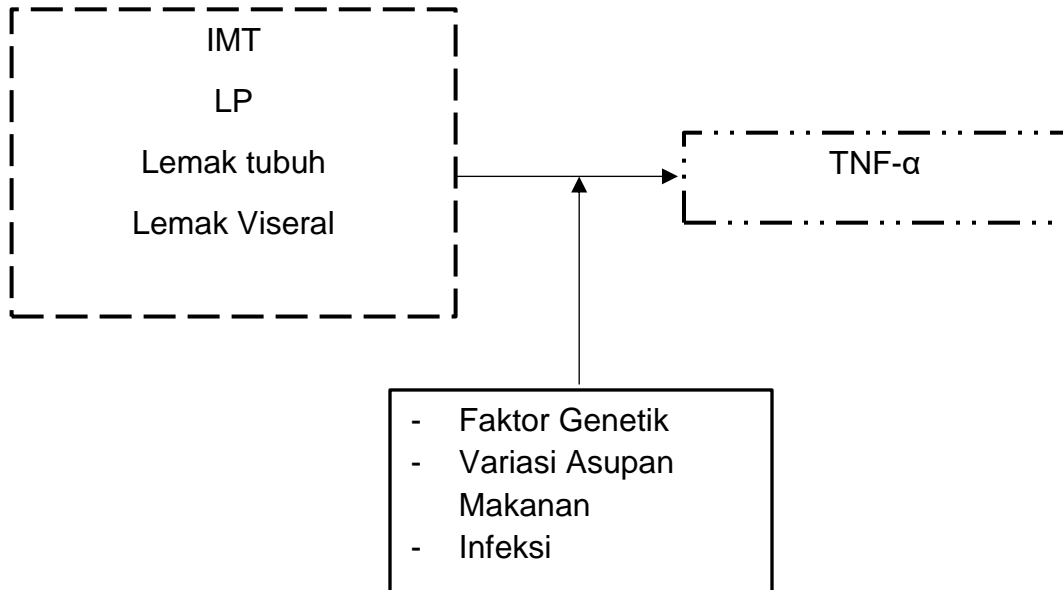 IMT
LP
Lemak tubuh
Lemak Viseral
TNF-α
- Faktor Genetik
- Variasi Asupan
Makanan
- Infeksi